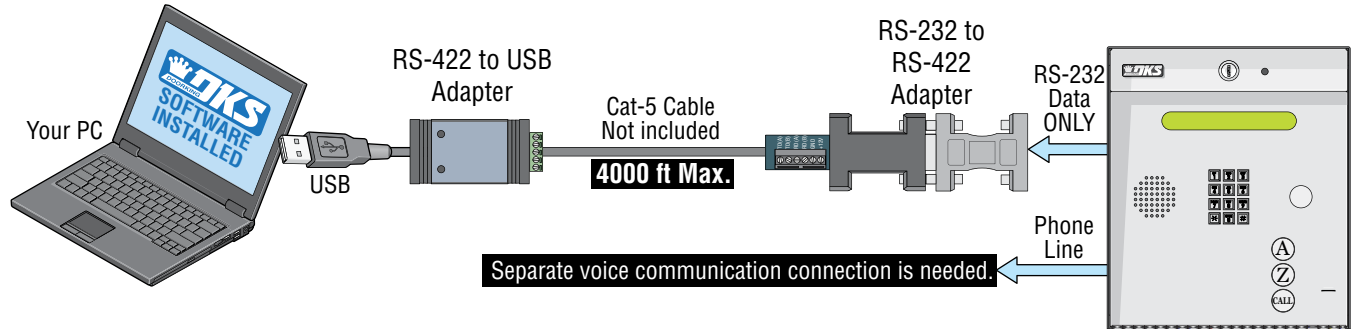 Your PC
DKS
DOORKING
SOFTWARE
INSTALLED
USB
RS-422 to USB
Adapter
Cat-5 Cable
Not included
4000 ft Max.
RS-232 to
RS-422
Adapter
RS-232
Data
ONLY
Phone
Line
Separate voice communication connection is needed.
DKS
A
Z
CALL